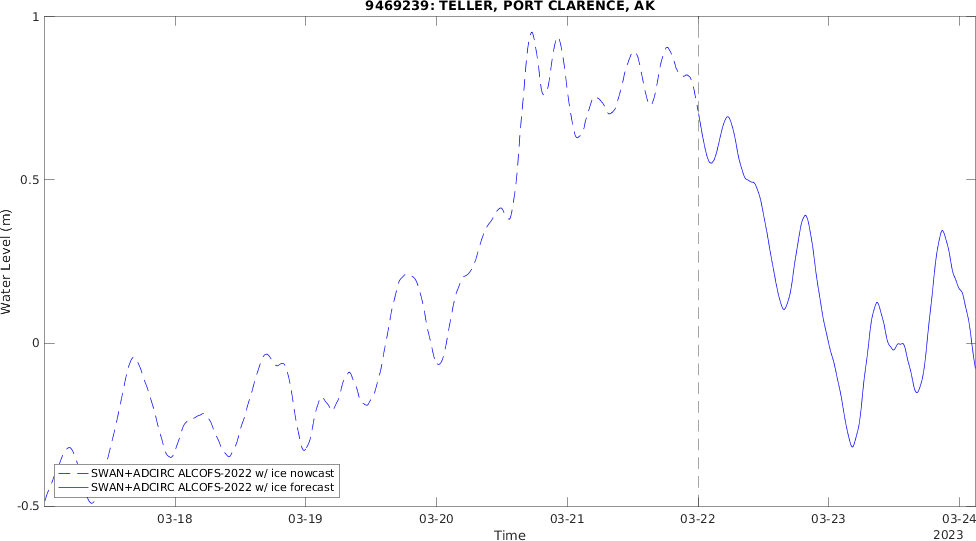 9469239: TELLER, PORT CLARENCE, AK
1
0.5
0
-0.5
Water Level (m)
SWAN+ADCIRC ALCOFS-2022 w/ ice nowcast
SWAN+ADCIRC ALCOFS-2022 w/ ice forecast
03-18 03-19 03-20 03-21 03-22 03-23 03-24
Time
2023